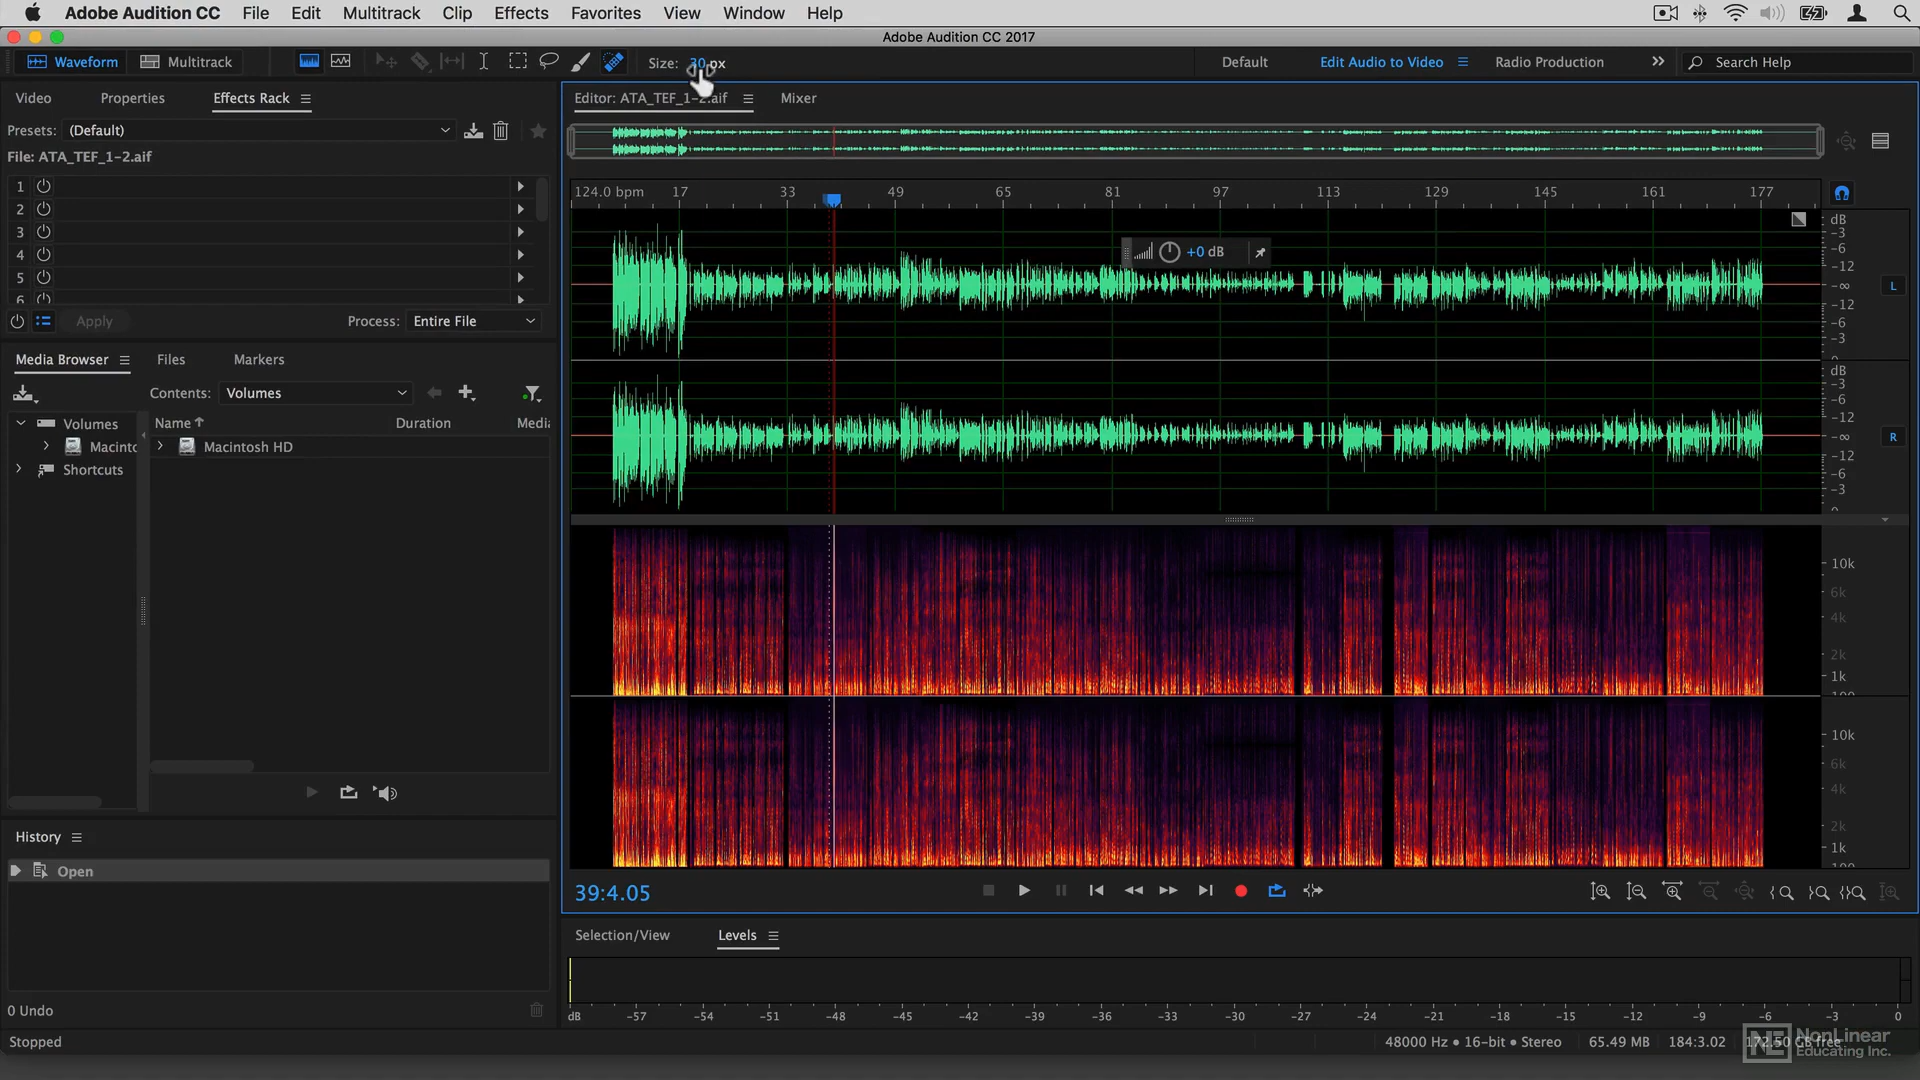 Adobe Audition CC File Edit Multitrack Clip Effects Favorites View Window Help
Adobe Audition CC 2017
Waveform Multitrack Size: 30 px Default Edit Audio to Video Radio Production Search Help
Video Properties Effects Rack
Presets: (Default)
File: ATA_TEF_1-2.aif
1
2
3
4
5
6
Apply Process: Entire File
Media Browser Files Markers
Contents: Volumes
Volumes
Macinto
Shortcuts
Name Duration Media
Macintosh HD
History
Open
0 Undo
Stopped
Editor: ATA_TEF_1-2.aif Mixer
124.0 bpm 17 33 49 65 81 97 113 129 145 161 177
+0 dB
dB
-3
-6
-12
-∞
-12
-6
-3
L
dB
-3
-6
-12
-∞
-12
-6
-3
R
10k
6k
4k
2k
1k
10k
6k
4k
2k
1k
39:4.05
Selection/View Levels
dB -57 -54 -51 -48 -45 -42 -39 -36 -33 -30 -27 -24 -21 -18 -15 -12 -9 -6 -3 0
48000 Hz • 16-bit • Stereo 65.49 MB 184:3.02 172.50 GB free
NE NonLinear
Educating Inc.